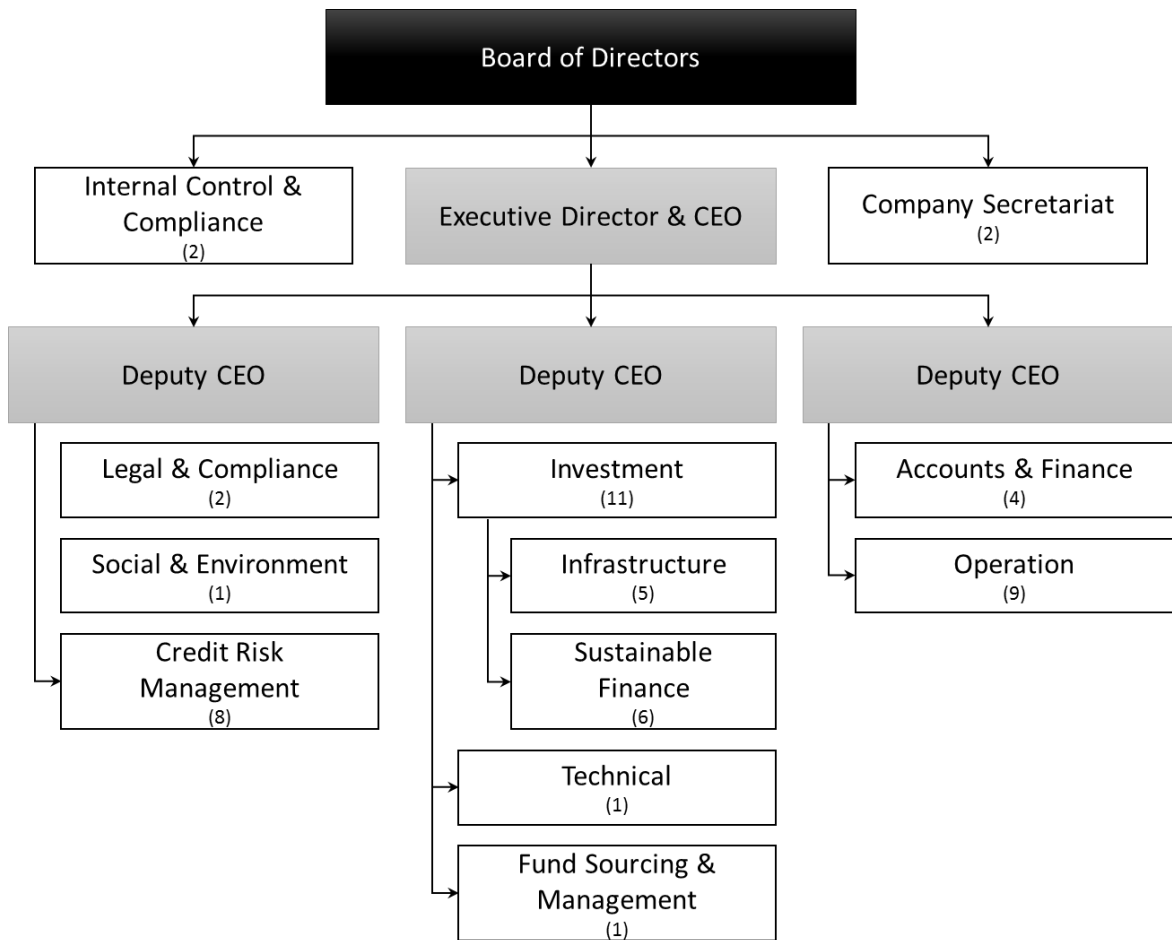 Board of Directors
Internal Control &
Compliance
(2)
Executive Director & CEO
Company Secretariat
(2)
Deputy CEO
Deputy CEO
Deputy CEO
Legal & Compliance
(2)
Social & Environment
(1)
Credit Risk
Management
(8)
Investment
(11)
Infrastructure
(5)
Sustainable
Finance
(6)
Technical
(1)
Fund Sourcing &
Management
(1)
Accounts & Finance
(4)
Operation
(9)